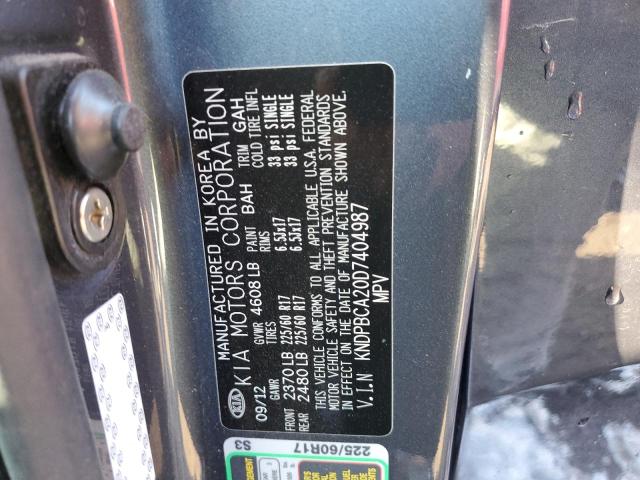 MANUFACTURED IN KOREA BY
KIA KIA MOTORS CORPORATION
09/12 GVWR 4608 LB PAINT BAH TRIM GAH
GAWR TIRES RIMS COLD TIRE INFL
FRONT 2370 LB 225/60 R17 6.5Jx17 33 psi SINGLE
REAR 2480 LB 225/60 R17 6.5Jx17 33 psi SINGLE
THIS VEHICLE CONFORMS TO ALL APPLICABLE U.S.A. FEDERAL
MOTOR VEHICLE SAFETY AND THEFT PREVENTION STANDARDS
IN EFFECT ON THE DATE OF MANUFACTURE SHOWN ABOVE.
V.I.N KNDPBCA20D7404987
MPV
225/60R17
S3